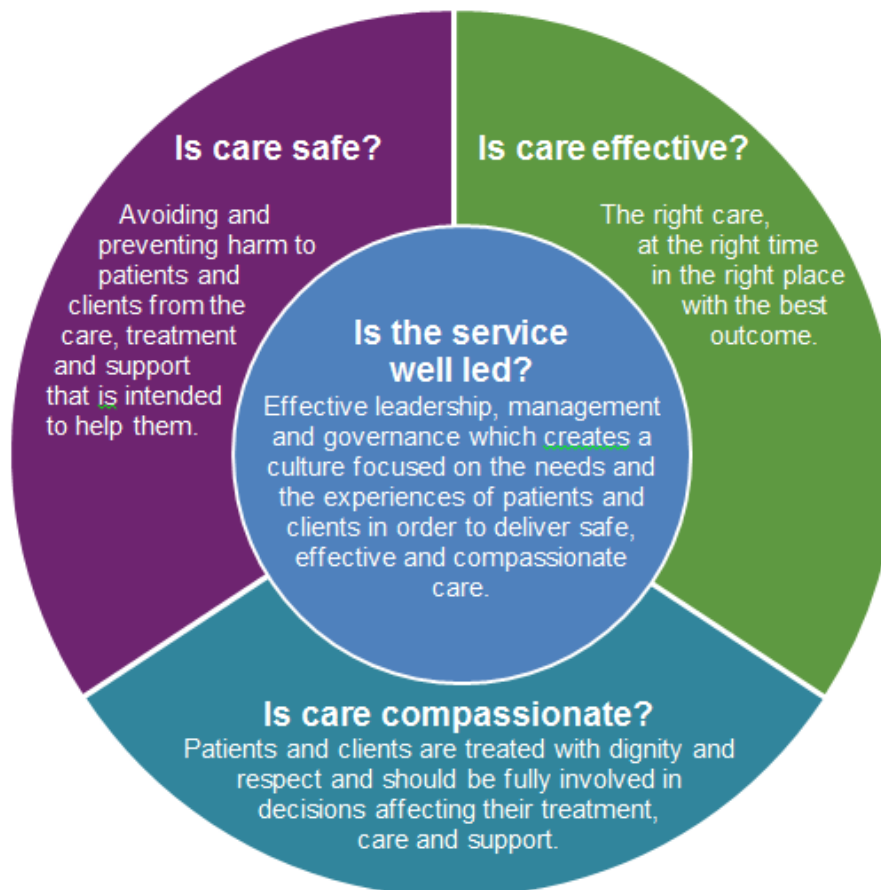 Is care safe?
Avoiding and
preventing harm to
patients and
clients from the
care, treatment
and support
that is intended
to help them.
Is care effective?
The right care,
at the right time
in the right place
with the best
outcome.
Is the service
well led?
Effective leadership, management
and governance which creates a
culture focused on the needs and
the experiences of patients and
clients in order to deliver safe,
effective and compassionate
care.
Is care compassionate?
Patients and clients are treated with dignity and
respect and should be fully involved in
decisions affecting their treatment,
care and support.